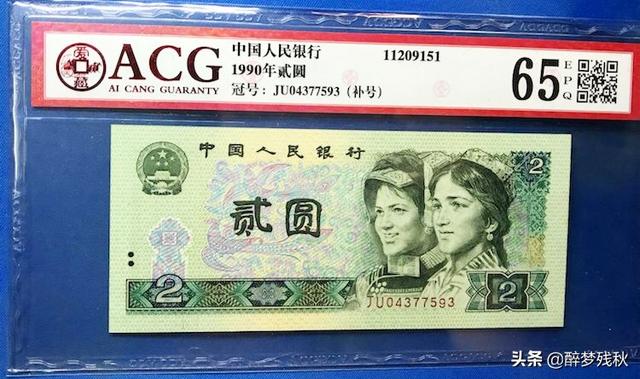 爱藏
ACG
AI CANG GUARANTY
中国人民银行
1990年贰圆
冠号：JU04377593（补号）
11209151
65
EPQ
中国人民银行
2
贰圆
JU04377593
2
2
头条 @醉梦残秋